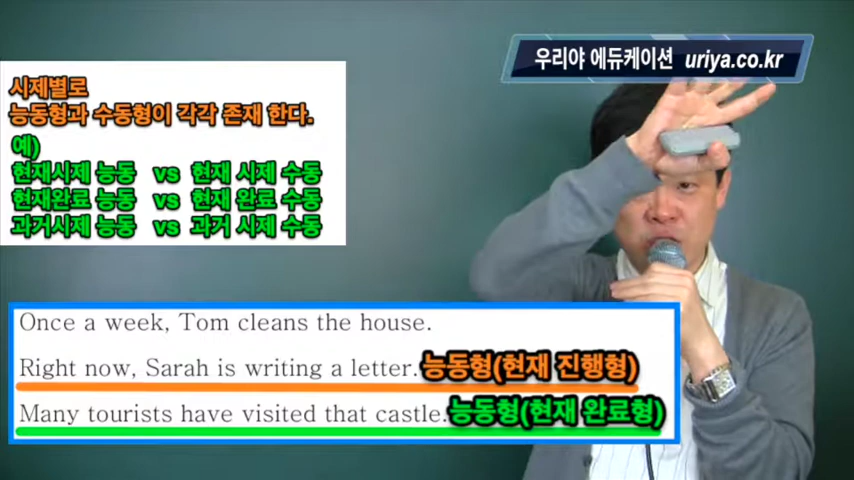 우리야 에듀케이션 uriya.co.kr
시제별로
능동형과 수동형이 각각 존재 한다.
예)
현재시제 능동 vs 현재 시제 수동
현재완료 능동 vs 현재 완료 수동
과거시제 능동 vs 과거 시제 수동
Once a week, Tom cleans the house.
Right now, Sarah is writing a letter. 능동형(현재 진행형)
Many tourists have visited that castle. 능동형(현재 완료형)